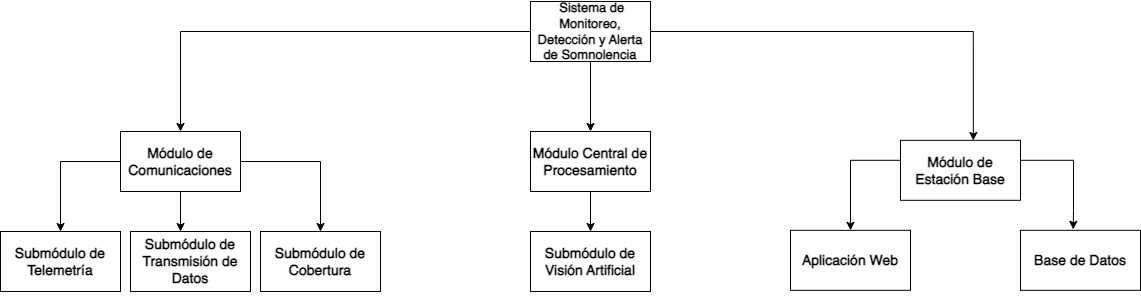 Sistema de
Monitoreo,
Detección y Alerta
de Somnolencia
Módulo de
Comunicaciones
Módulo Central de
Procesamiento
Módulo de
Estación Base
Submódulo de
Telemetría
Submódulo de
Transmisión de
Datos
Submódulo de
Cobertura
Submódulo de
Visión Artificial
Aplicación Web
Base de Datos